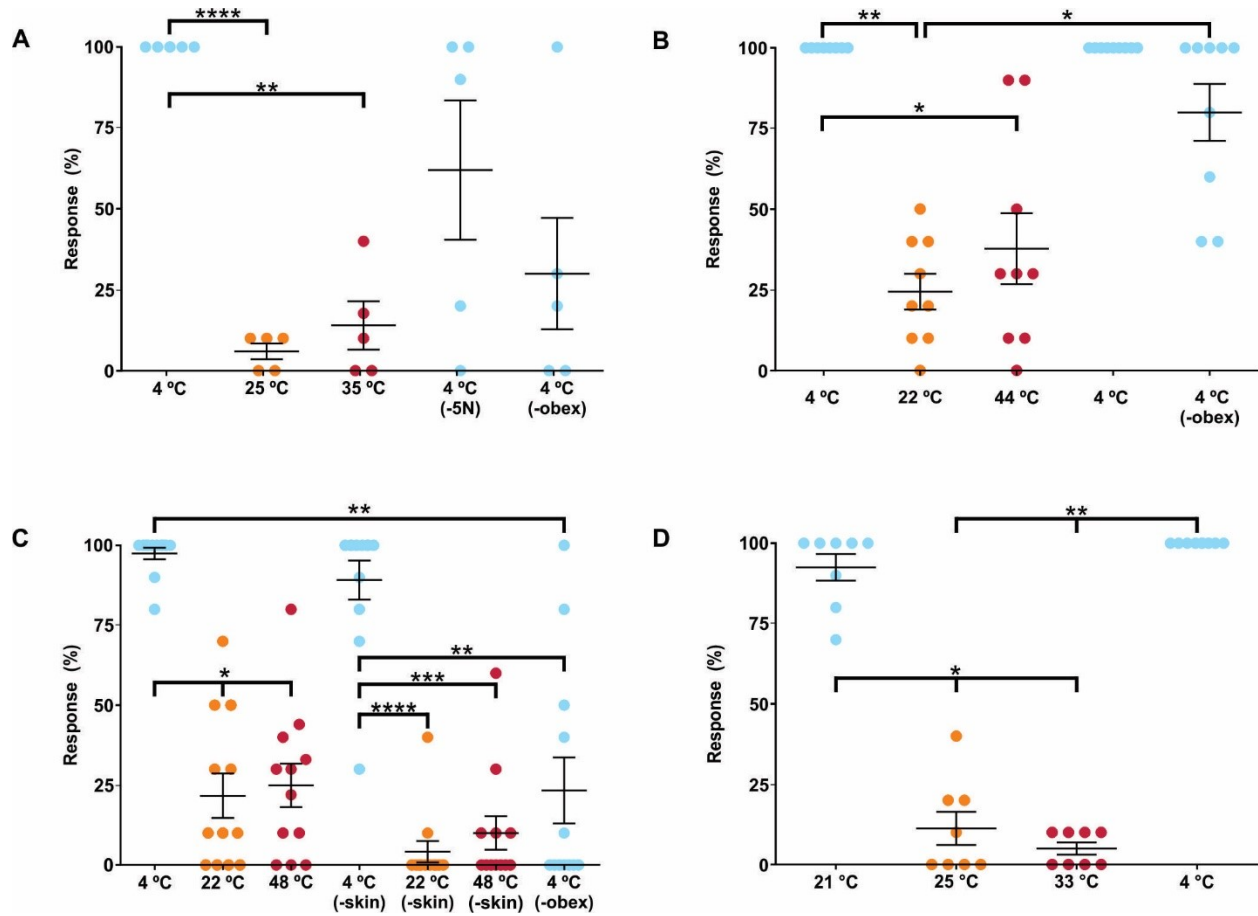 A
Response (%)
100
75
50
25
0
****
**
4 ºC
25 ºC
35 ºC
4 ºC
(-5N)
4 ºC
(-obex)
B
Response (%)
100
75
50
25
0
**
*
*
4 ºC
22 ºC
44 ºC
4 ºC
4 ºC
(-obex)
C
Response (%)
100
75
50
25
0
**
*
**
***
****
4 ºC
22 ºC
48 ºC
4 ºC
(-skin)
22 ºC
(-skin)
48 ºC
(-skin)
4 ºC
(-obex)
D
Response (%)
100
75
50
25
0
**
*
21 ºC
25 ºC
33 ºC
4 ºC